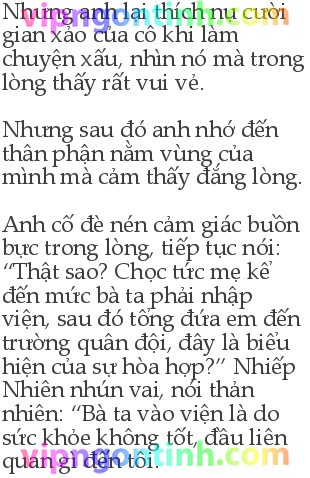 Nhưng anh lại thích nụ cười
gian xảo của cô khi làm
chuyện xấu, nhìn nó mà trong
lòng thấy rất vui vẻ.
Nhưng sau đó anh nhớ đến
thân phận nằm vùng của
mình mà cảm thấy đắng lòng.
Anh cố đè nén cảm giác buồn
bực trong lòng, tiếp tục nói:
“Thật sao? Chọc tức mẹ kế
đến mức bà ta phải nhập
viện, sau đó tống đứa em đến
trường quân đội, đây là biểu
hiện của sự hòa hợp?” Nhiếp
Nhiên nhún vai, nói thản
nhiên: “Bà ta vào viện là do
sức khỏe không tốt, đâu liên
quan gì đến tôi.
vipngontinh.com
vipngontinh.com